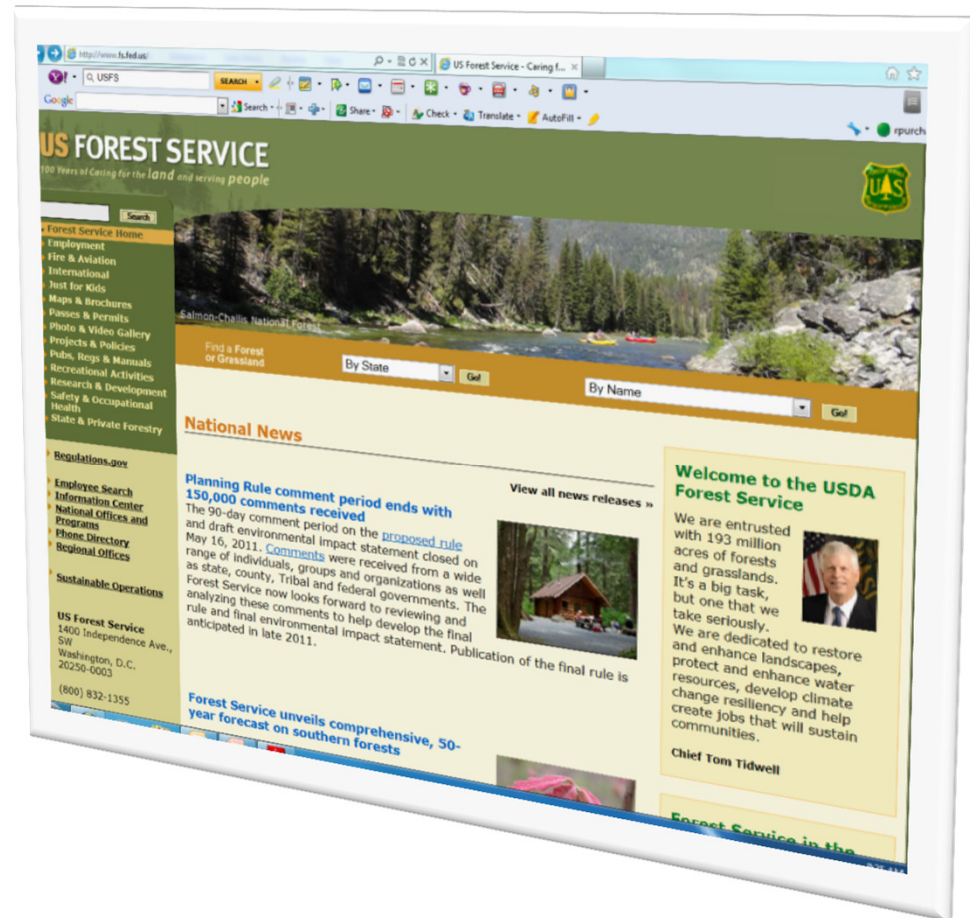 http://www.fs.fed.us/
US Forest Service - Caring f...
USFS
SEARCH
Google
Search
Share
Check
Translate
AutoFill
rpurch
US FOREST SERVICE
100 Years of Caring for the land and serving people
UAS
Search
Forest Service Home
Employment
Fire & Aviation
International
Just for Kids
Maps & Brochures
Passes & Permits
Photo & Video Gallery
Projects & Policies
Pubs, Regs & Manuals
Recreational Activities
Research & Development
Safety & Occupational
Health
State & Private Forestry
Regulations.gov
Employee Search
Information Center
National Offices and
Programs
Phone Directory
Regional Offices
Sustainable Operations
US Forest Service
1400 Independence Ave.,
SW
Washington, D.C.
20250-0003
(800) 832-1355
Salmon-Challis National Forest
Find a Forest
or Grassland
By State
Go!
By Name
Go!
National News
View all news releases »
Planning Rule comment period ends with
150,000 comments received
The 90-day comment period on the proposed rule
and draft environmental impact statement closed on
May 16, 2011. Comments were received from a wide
range of individuals, groups and organizations as well
as state, county, Tribal and federal governments. The
Forest Service now looks forward to reviewing and
analyzing these comments to help develop the final
rule and final environmental impact statement. Publication of the final rule is
anticipated in late 2011.
Forest Service unveils comprehensive, 50-
year forecast on southern forests
Welcome to the USDA
Forest Service
We are entrusted
with 193 million
acres of forests
and grasslands.
It's a big task,
but one that we
take seriously.
We are dedicated to restore
and enhance landscapes,
protect and enhance water
resources, develop climate
change resiliency and help
create jobs that will sustain
communities.
Chief Tom Tidwell
Forest Service in the